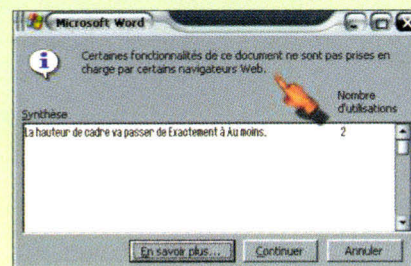 Microsoft Word
Certaines fonctionnalités de ce document ne sont pas prises en
charge par certains navigateurs Web.
Nombre
d'utilisations
Synthèse
La hauteur de cadre va passer de Exactement à Au moins. 2
En savoir plus... Continuer Annuler